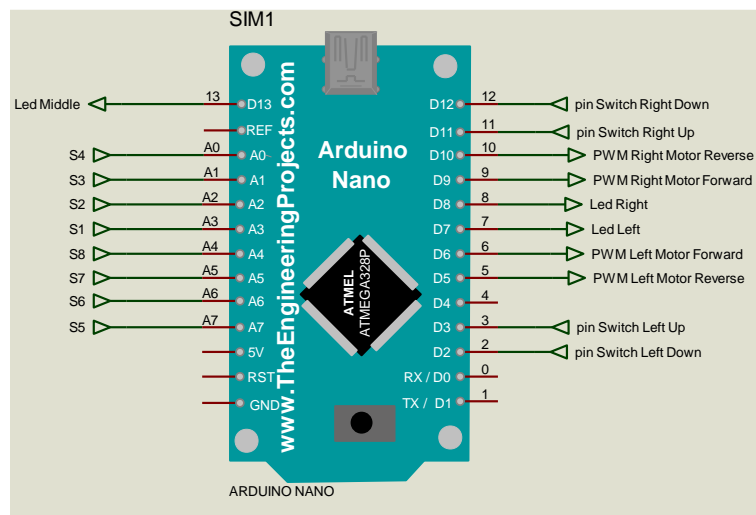 SIM1
Led Middle
13
D13
REF
S4
A0
A0
S3
A1
A1
S2
A2
A2
S1
A3
A3
S8
A4
A4
S7
A5
A5
S6
A6
A6
S5
A7
A7
5V
RST
GND
www.TheEngineeringProjects.com
Arduino
Nano
ATMEL
ATMEGA328P
D12
12
pin Switch Right Down
D11
11
pin Switch Right Up
D10
10
PWM Right Motor Reverse
D9
9
PWM Right Motor Forward
D8
8
Led Right
D7
7
Led Left
D6
6
PWM Left Motor Forward
D5
5
PWM Left Motor Reverse
D4
4
D3
3
pin Switch Left Up
D2
2
pin Switch Left Down
RX / D0
0
TX / D1
1
ARDUINO NANO